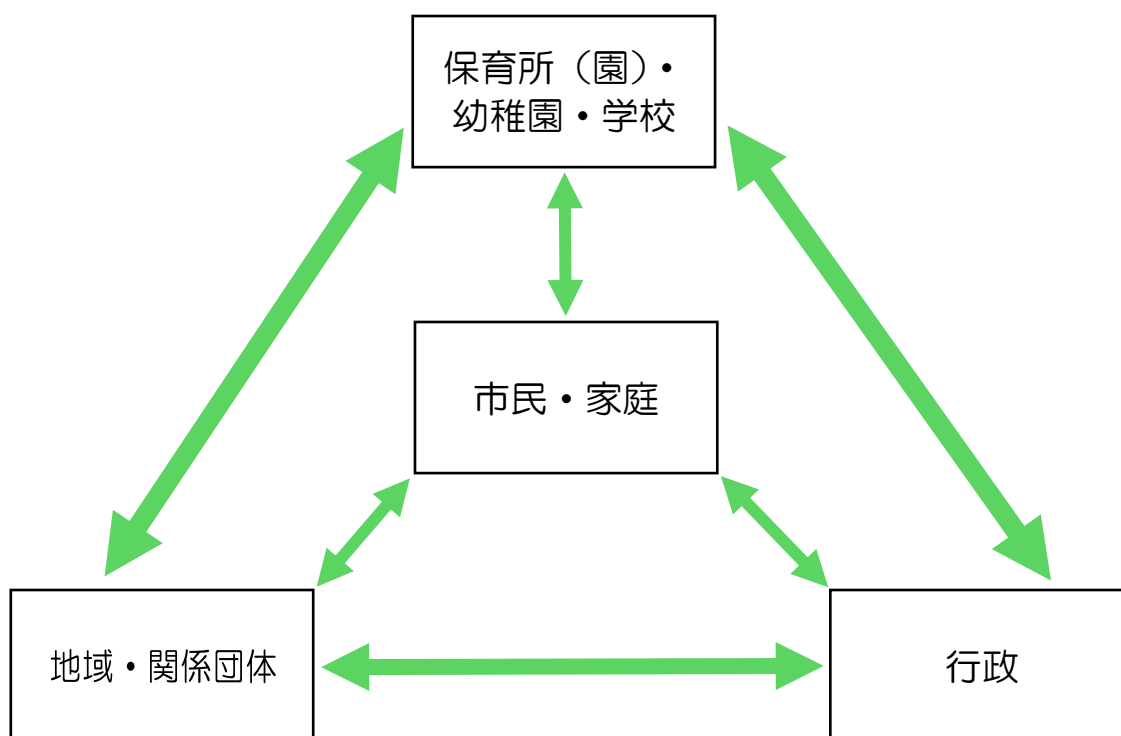 保育所（園）・
幼稚園・学校
市民・家庭
地域・関係団体
行政